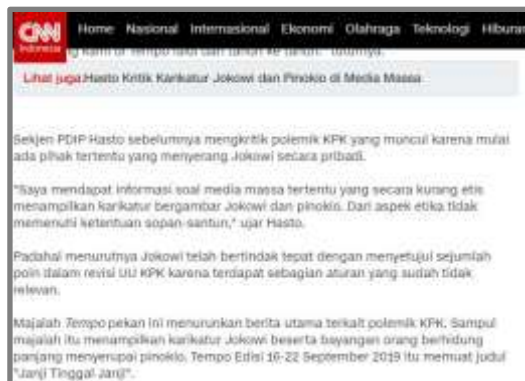 CNN Home Nasional Internasional Ekonomi Olahraga Teknologi Hiburan
Indonesia
Lihat juga:Hasto Kritik Karikatur Jokowi dan Pinokio di Media Massa
Sekjen PDIP Hasto sebelumnya mengkritik polemik KPK yang muncul karena mulai
ada pihak tertentu yang menyerang Jokowi secara pribadi.
"Saya mendapat informasi soal media massa tertentu yang secara kurang etis
menampilkan karikatur bergambar Jokowi dan pinokio. Dari aspek etika tidak
memenuhi ketentuan sopan-santun," ujar Hasto.
Padahal menurutnya Jokowi telah bertindak tepat dengan menyetujui sejumlah
poin dalam revisi UU KPK karena terdapat sebagian aturan yang sudah tidak
relevan.
Majalah Tempo pekan ini menurunkan berita utama terkait polemik KPK. Sampul
majalah itu menampilkan karikatur Jokowi beserta bayangan orang berhidung
panjang menyerupai pinokio. Tempo Edisi 16-22 September 2019 itu memuat judul
"Janji Tinggal Janji".